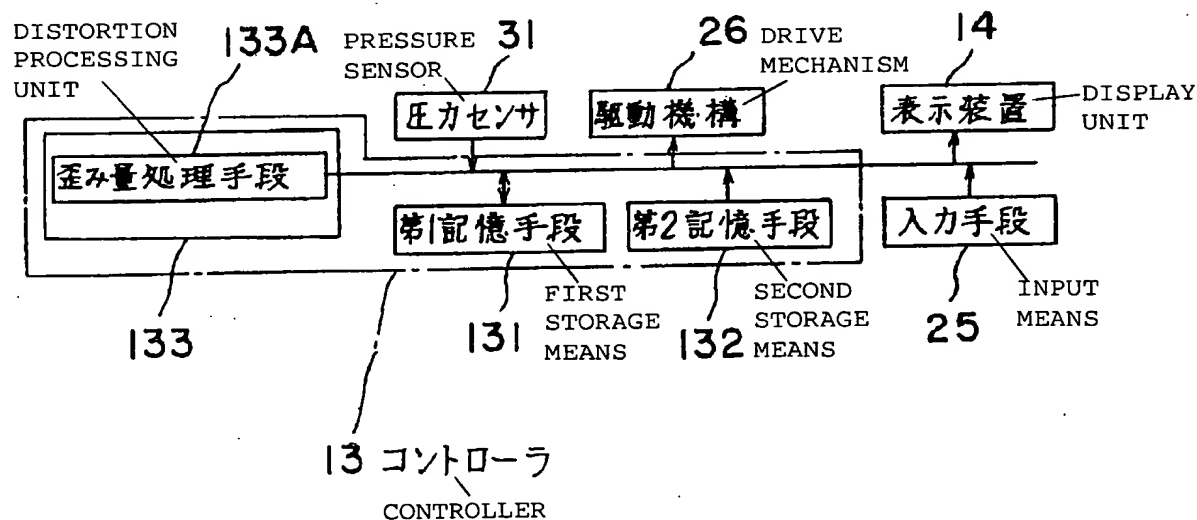 DISTORTION
PROCESSING
UNIT
133A
PRESSURE
SENSOR
31
26
DRIVE
MECHANISM
14
圧力センサ
駆動機構
表示装置
DISPLAY
UNIT
歪み量処理手段
第1記憶手段
第2記憶手段
入力手段
133
131
FIRST
STORAGE
MEANS
132
SECOND
STORAGE
MEANS
25
INPUT
MEANS
13 コントローラ
CONTROLLER